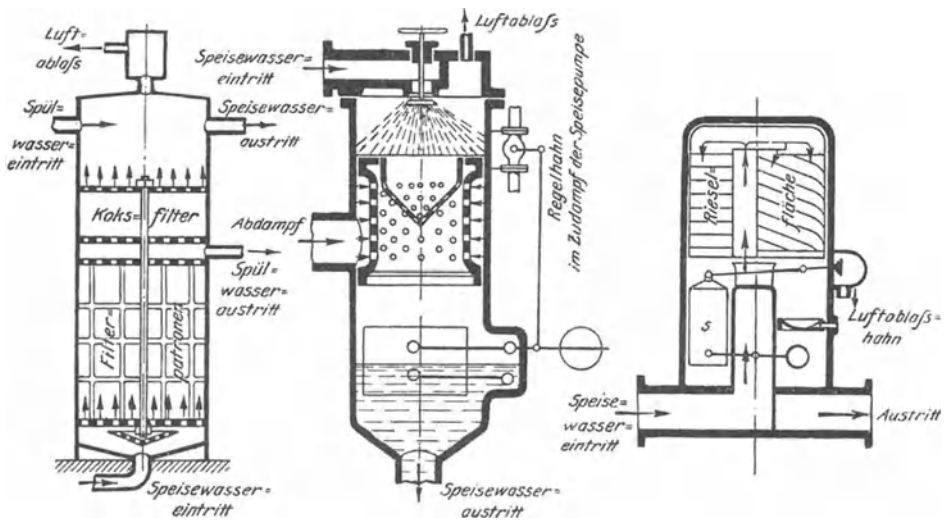 Luft=
ablaſs
Spül=
wasser=
eintritt
Speisewasser=
austritt
Koks= filter
Spül=
wasser=
austritt
Filter=
patronen
Speisewasser=
eintritt
Luftablaſs
Speisewasser=
eintritt
Abdampf
Regelhahn
im Zudampf der Speisepumpe
Speisewasser=
austritt
Riesel=
fläche
s
Luftablaſs=
hahn
Speise=
wasser=
eintritt
Austritt